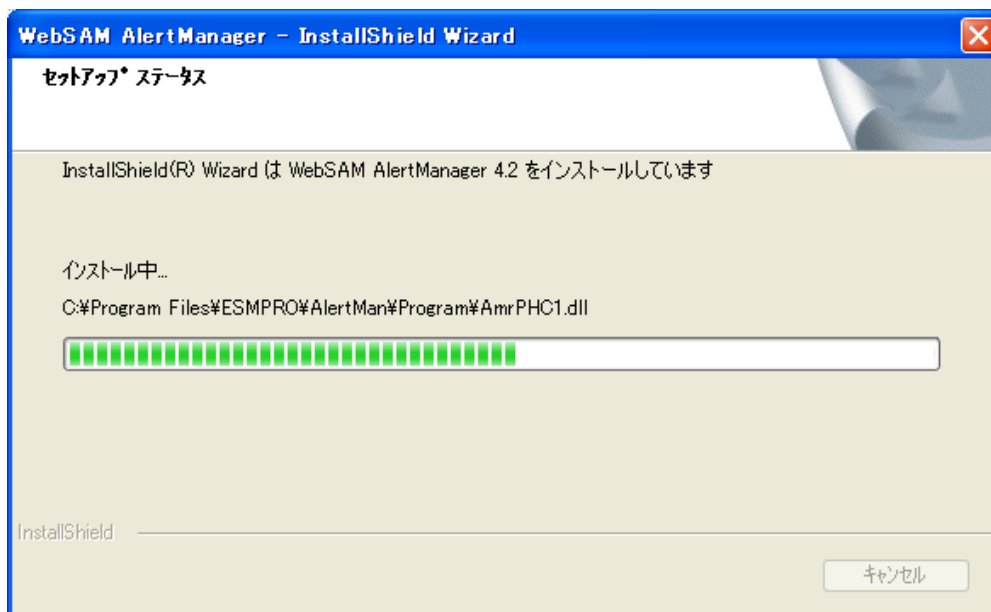 WebSAM AlertManager - InstallShield Wizard
セットアップ ステータス
InstallShield(R) Wizard は WebSAM AlertManager 4.2 をインストールしています
インストール中...
C:¥Program Files¥ESMPRO¥AlertMan¥Program¥AmrPHC1.dll
InstallShield
キャンセル